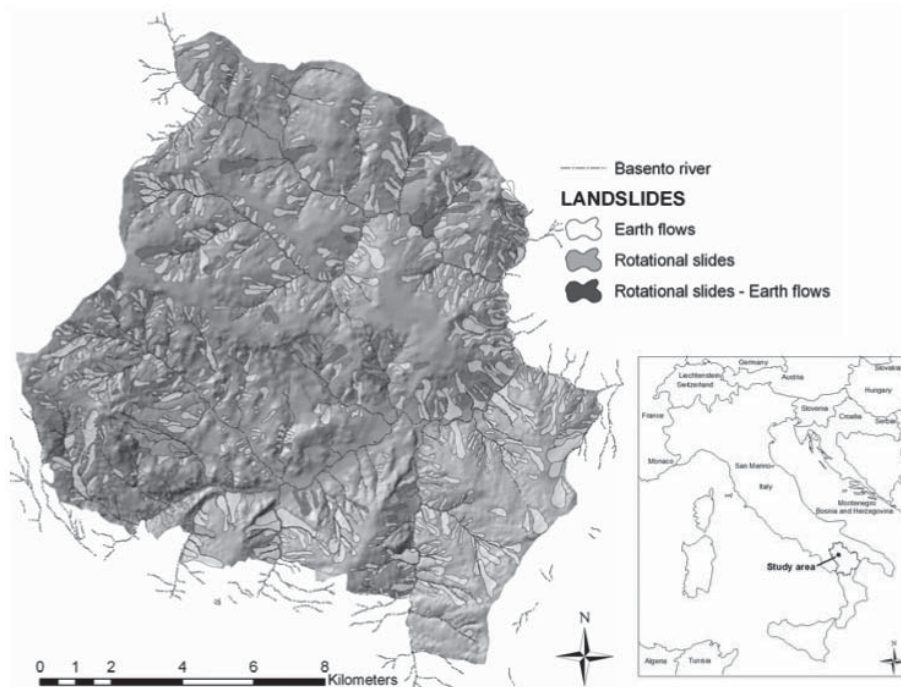 Basento river
LANDSLIDES
Earth flows
Rotational slides
Rotational slides - Earth flows
N
0 1 2 4 6 8
Kilometers
Germany
Slovakia
Liechtenstein
Austria
Switzerland
Hungary
France
Slovenia
Croatia
Serbia
Monaco
San Marino
Italy
Montenegro
Bosnia and Herzegovina
Study area
Algeria
Tunisia
N